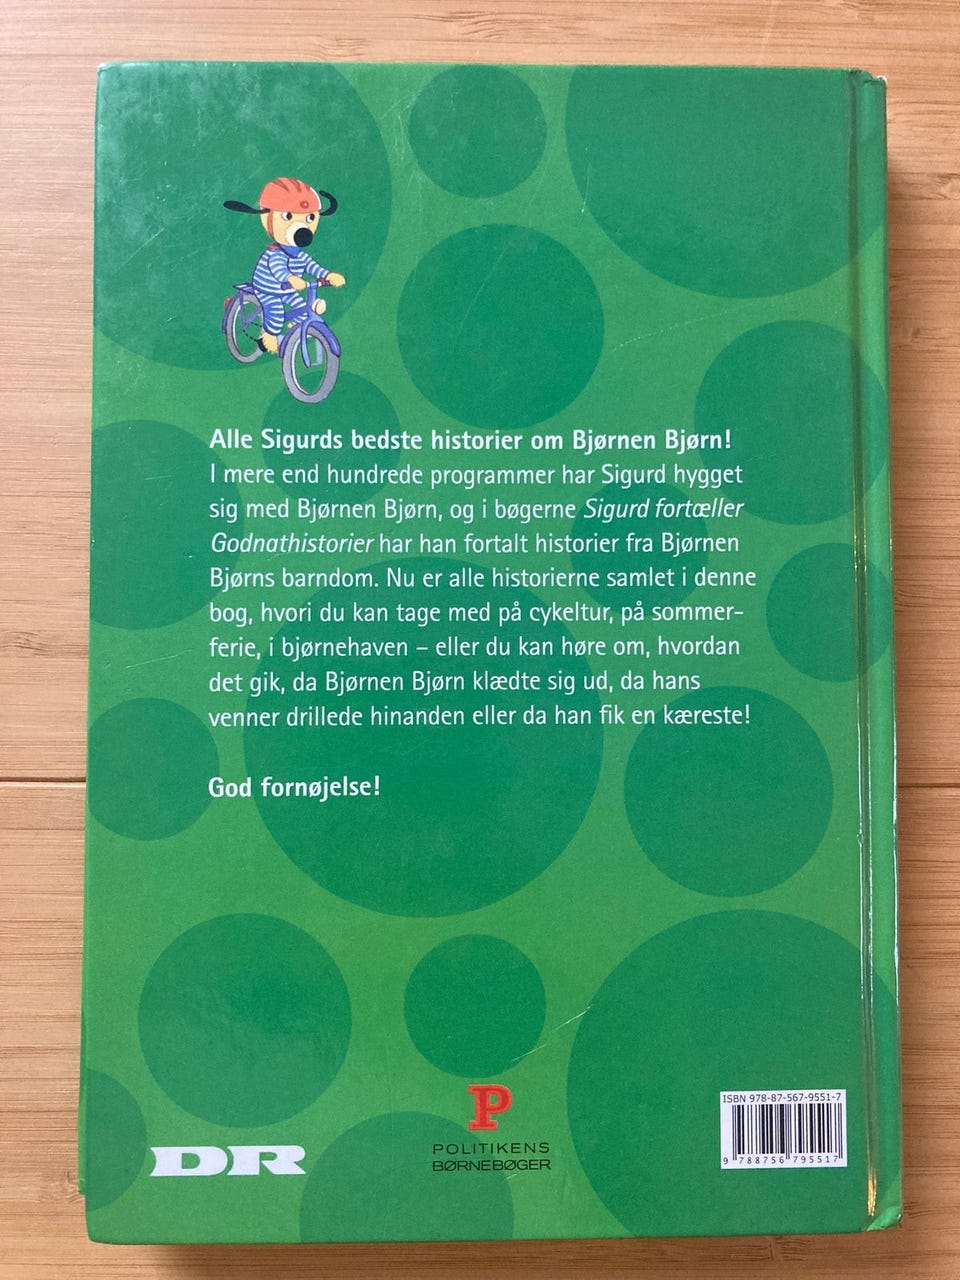 Alle Sigurds bedste historier om Bjørnen Bjørn!
I mere end hundrede programmer har Sigurd hygget
sig med Bjørnen Bjørn, og i bøgerne Sigurd fortæller
Godnathistorier har han fortalt historier fra Bjørnen
Bjørns barndom. Nu er alle historierne samlet i denne
bog, hvori du kan tage med på cykeltur, på sommer-
ferie, i bjørnehaven – eller du kan høre om, hvordan
det gik, da Bjørnen Bjørn klædte sig ud, da hans
venner drillede hinanden eller da han fik en kæreste!
God fornøjelse!
DR
P
POLITIKENS
BØRNEBØGER
ISBN 978-87-567-9551-7
9 788756 795517